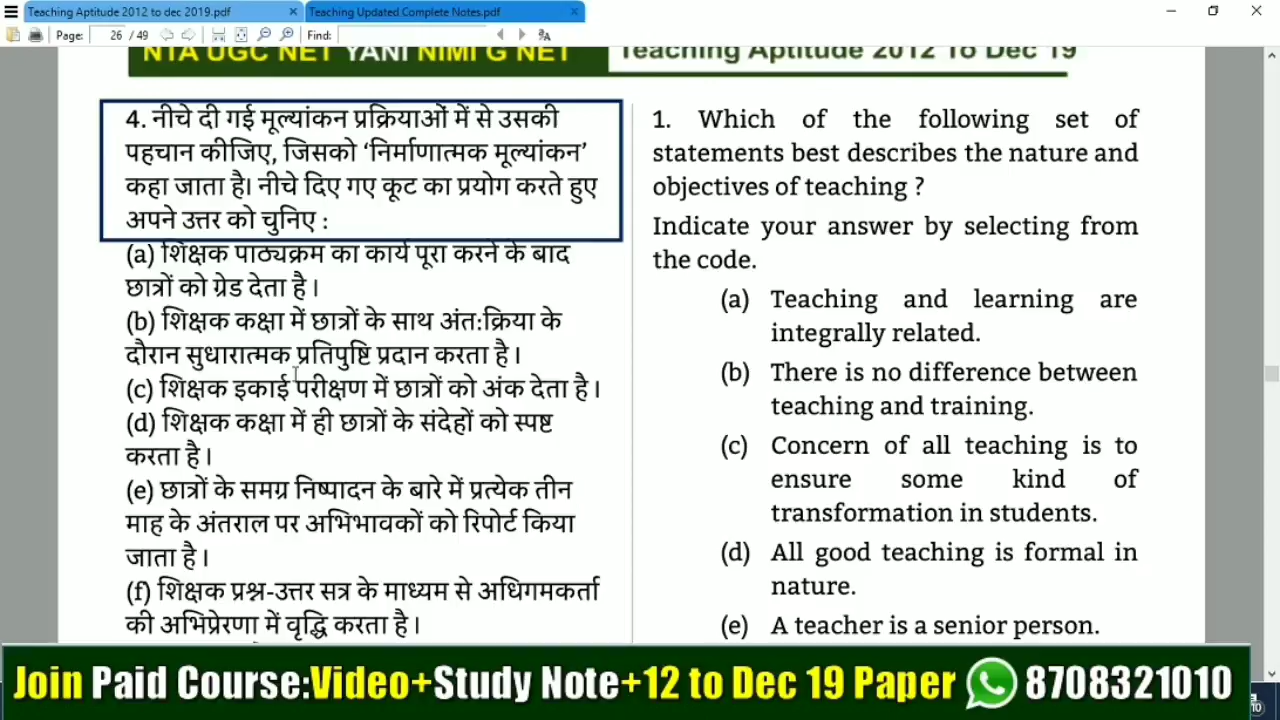 Teaching Aptitude 2012 to dec 2019.pdf
Teaching Updated Complete Notes.pdf
Page: 26 / 49 Find:
NTA UGC NET YANI NIMI G NET
Teaching Aptitude 2012 To Dec 19
4. नीचे दी गई मूल्यांकन प्रक्रियाओं में से उसकी
पहचान कीजिए, जिसको ‘निर्माणात्मक मूल्यांकन’
कहा जाता है। नीचे दिए गए कूट का प्रयोग करते हुए
अपने उत्तर को चुनिए :
(a) शिक्षक पाठ्यक्रम का कार्य पूरा करने के बाद
छात्रों को ग्रेड देता है ।
(b) शिक्षक कक्षा में छात्रों के साथ अंत:क्रिया के
दौरान सुधारात्मक प्रतिपुष्टि प्रदान करता है ।
(c) शिक्षक इकाई परीक्षण में छात्रों को अंक देता है ।
(d) शिक्षक कक्षा में ही छात्रों के संदेहों को स्पष्ट
करता है ।
(e) छात्रों के समग्र निष्पादन के बारे में प्रत्येक तीन
माह के अंतराल पर अभिभावकों को रिपोर्ट किया
जाता है ।
(f) शिक्षक प्रश्न-उत्तर सत्र के माध्यम से अधिगमकर्ता
की अभिप्रेरणा में वृद्धि करता है ।
1. Which of the following set of
statements best describes the nature and
objectives of teaching ?
Indicate your answer by selecting from
the code.
(a) Teaching and learning are
integrally related.
(b) There is no difference between
teaching and training.
(c) Concern of all teaching is to
ensure some kind of
transformation in students.
(d) All good teaching is formal in
nature.
(e) A teacher is a senior person.
Join Paid Course:Video+Study Note+12 to Dec 19 Paper 8708321010